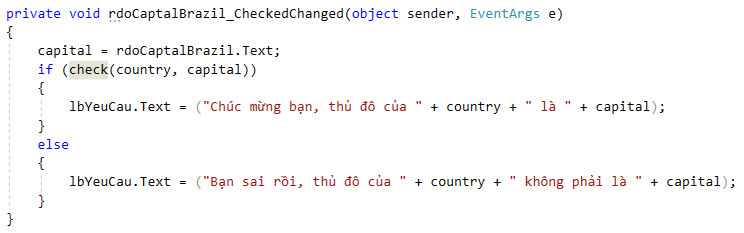 private void rdoCaptalBrazil_CheckedChanged(object sender, EventArgs e)
{
    capital = rdoCaptalBrazil.Text;
    if (check(country, capital))
    {
        lbYeuCau.Text = ("Chúc mừng bạn, thủ đô của " + country + " là " + capital);
    }
    else
    {
        lbYeuCau.Text = ("Bạn sai rồi, thủ đô của " + country + " không phải là " + capital);
    }
}